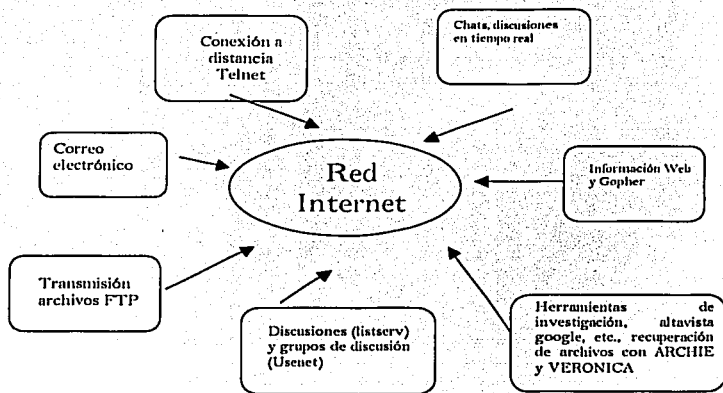 Conexión a
distancia
Telnet
Chats, discusiones
en tiempo real
Correo
electrónico
Red
Internet
Información Web
y Gopher
Transmisión
archivos FTP
Discusiones (listserv)
y grupos de discusión
(Usenet)
Herramientas de
investigación, altavista
google, etc., recuperación
de archivos con ARCHIE
y VERONICA